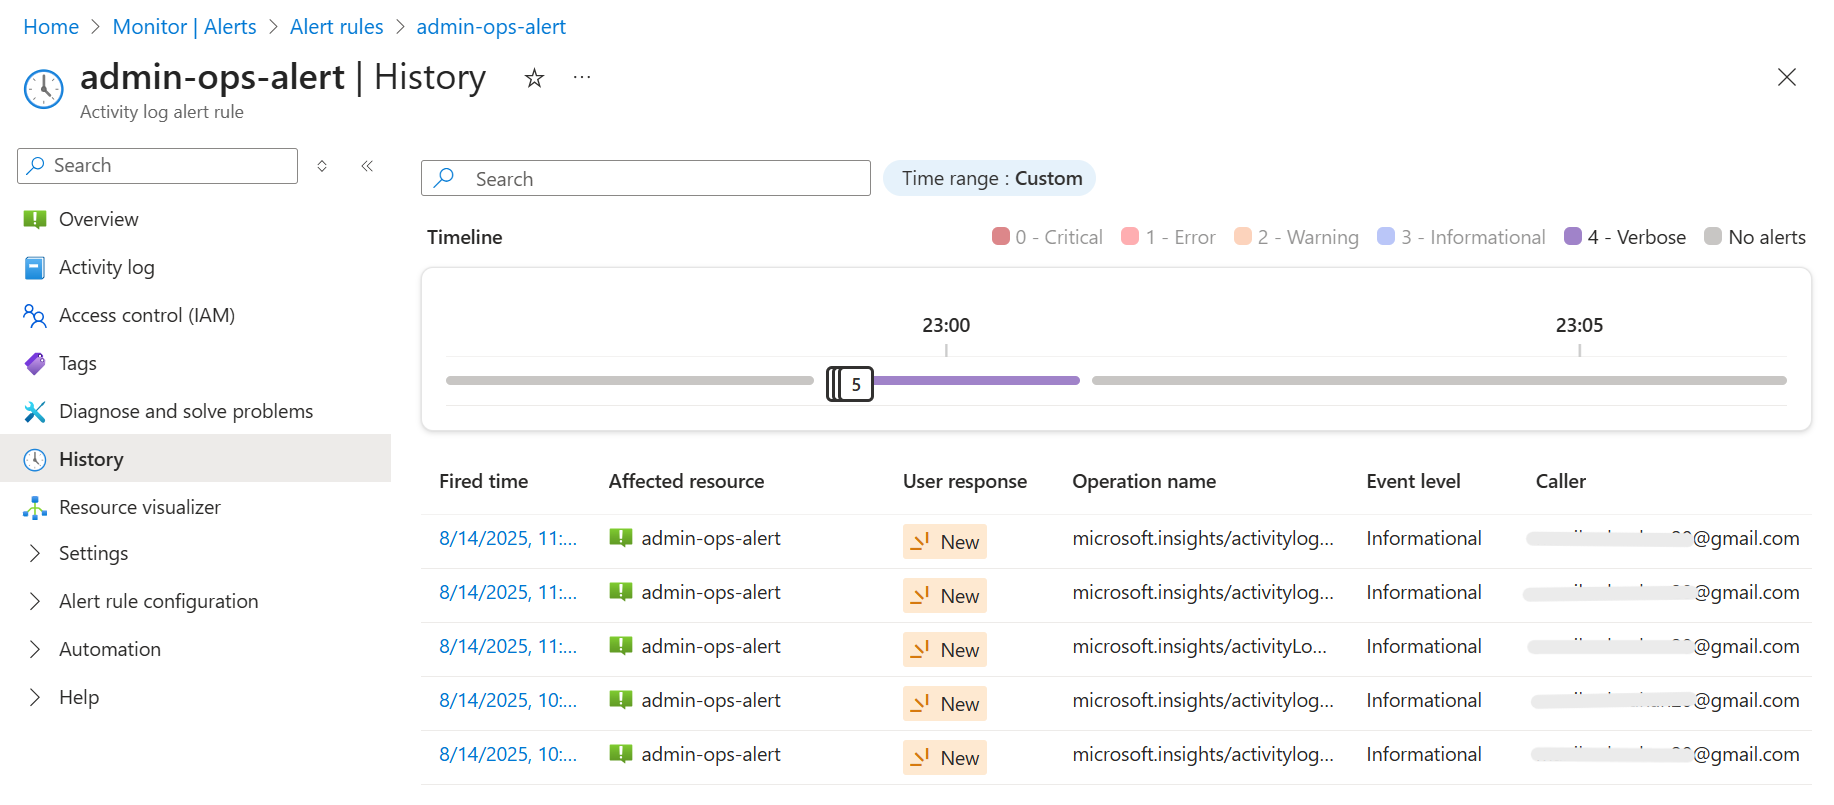 Home > Monitor | Alerts > Alert rules > admin-ops-alert
admin-ops-alert | History
Activity log alert rule
Search
Overview
Activity log
Access control (IAM)
Tags
Diagnose and solve problems
History
Resource visualizer
Settings
Alert rule configuration
Automation
Help
Search
Time range : Custom
Timeline
0 - Critical 1 - Error 2 - Warning 3 - Informational 4 - Verbose No alerts
23:00 23:05
5
Fired time Affected resource User response Operation name Event level Caller
8/14/2025, 11:... admin-ops-alert New microsoft.insights/activitylog... Informational @gmail.com
8/14/2025, 11:... admin-ops-alert New microsoft.insights/activitylog... Informational @gmail.com
8/14/2025, 11:... admin-ops-alert New microsoft.insights/activityLo... Informational @gmail.com
8/14/2025, 10:... admin-ops-alert New microsoft.insights/activitylog... Informational @gmail.com
8/14/2025, 10:... admin-ops-alert New microsoft.insights/activitylog... Informational @gmail.com